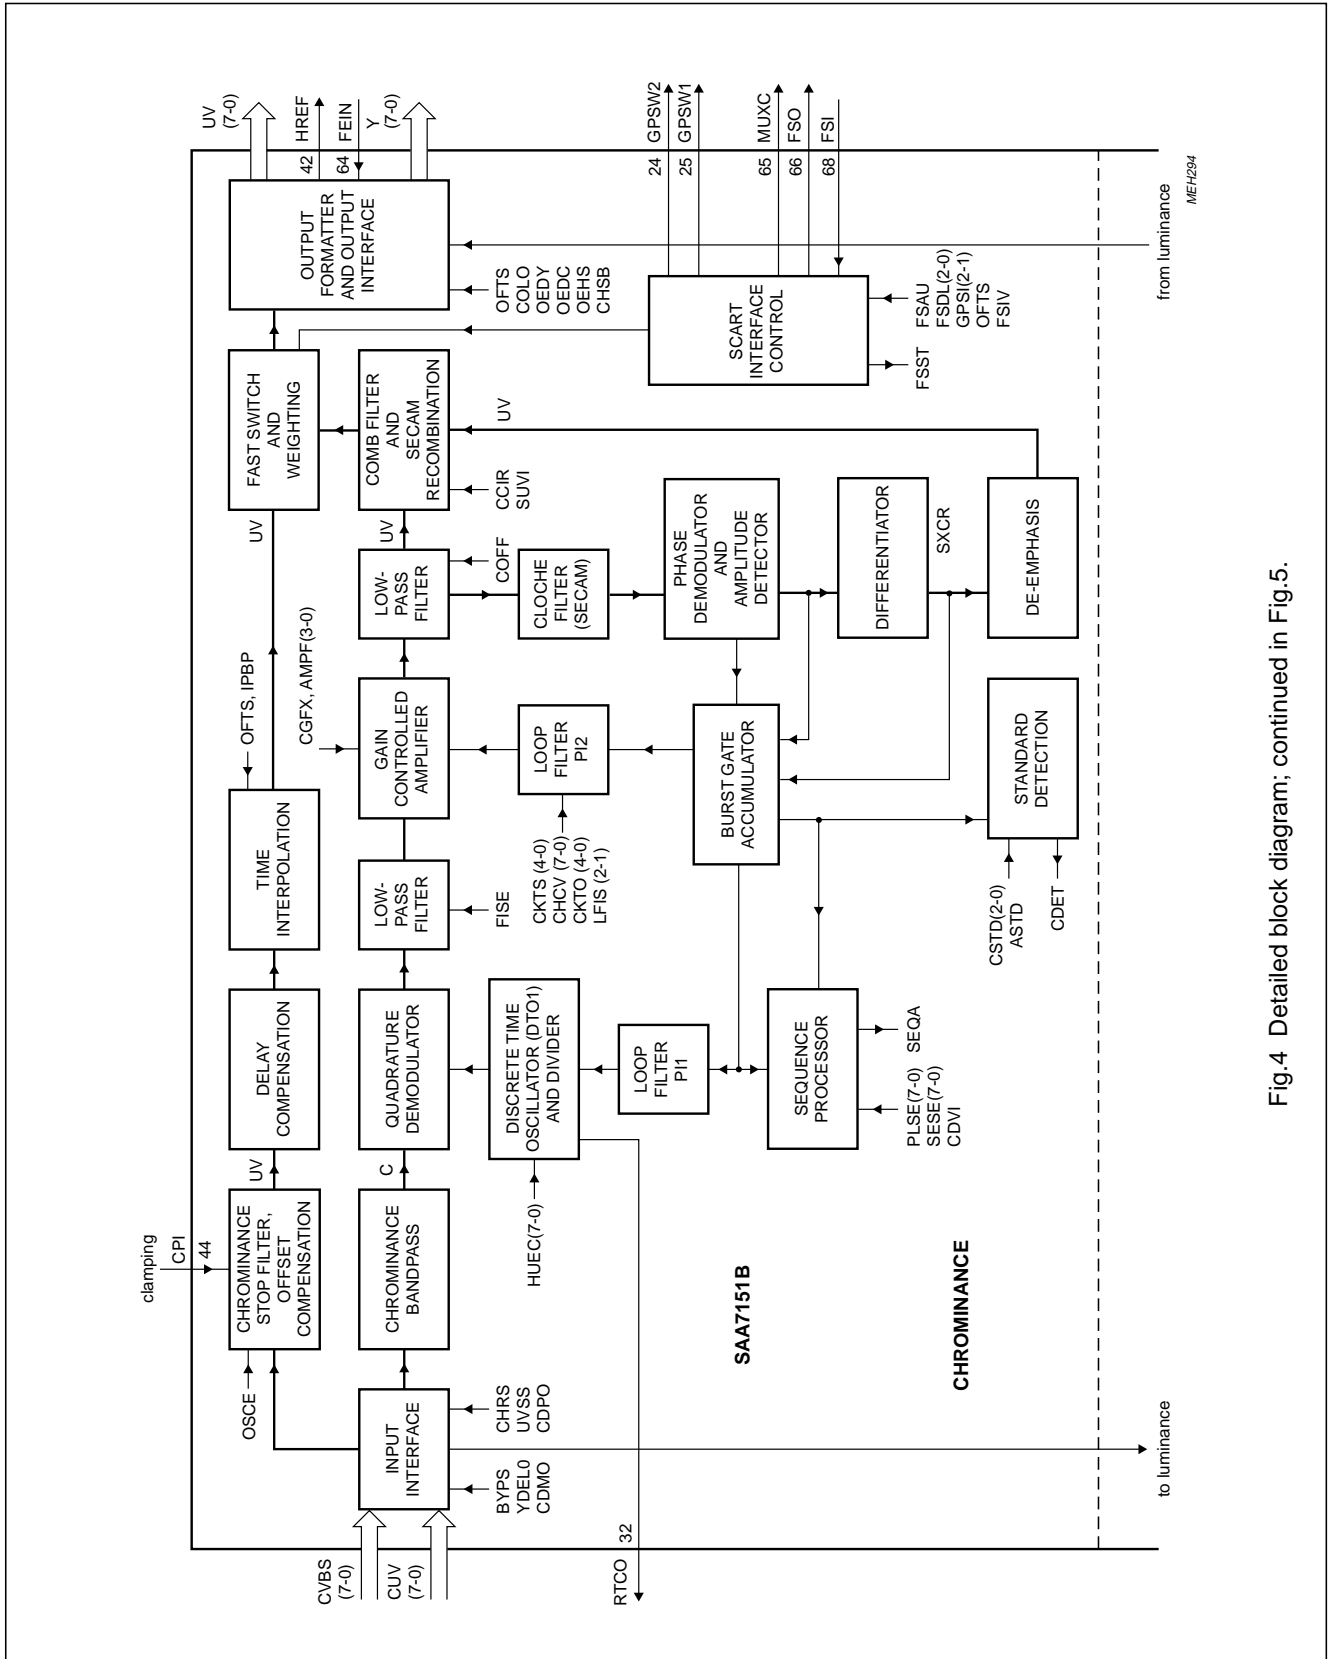 clamping
CPI
44
UV
(7-0)
HREF
42
FEIN
64
Y
(7-0)
GPSW2
24
GPSW1
25
MUXC
65
FSO
66
FSI
68
OSCE
CHROMINANCE
STOP FILTER,
OFFSET
COMPENSATION
UV
DELAY
COMPENSATION
TIME
INTERPOLATION
OFTS, IPBP
UV
FAST SWITCH
AND
WEIGHTING
OUTPUT
FORMATTER
AND OUTPUT
INTERFACE
OFTS
COLO
OEDY
OEDC
OEHS
CHSB
CVBS
(7-0)
CUV
(7-0)
INPUT
INTERFACE
BYPS
YDEL0
CDMO
CHRS
UVSS
CDPO
CHROMINANCE
BANDPASS
C
QUADRATURE
DEMODULATOR
LOW-
PASS
FILTER
FISE
CGFX, AMPF(3-0)
GAIN
CONTROLLED
AMPLIFIER
LOW-
PASS
FILTER
COFF
UV
COMB FILTER
AND
SECAM
RECOMBINATION
CCIR
SUVI
UV
RTCO
32
HUEC(7-0)
DISCRETE TIME
OSCILLATOR (DTO1)
AND DIVIDER
CKTS (4-0)
CHCV (7-0)
CKTO (4-0)
LFIS (2-1)
LOOP
FILTER
PI2
CLOCHE
FILTER
(SECAM)
LOOP
FILTER
PI1
BURST GATE
ACCUMULATOR
PHASE
DEMODULATOR
AND
AMPLITUDE
DETECTOR
SCART
INTERFACE
CONTROL
FSST
FSAU
FSDL(2-0)
GPSI(2-1)
OFTS
FSIV
SEQUENCE
PROCESSOR
PLSE(7-0)
SESE(7-0)
CDVI
SEQA
DIFFERENTIATOR
SXCR
CSTD(2-0)
ASTD
CDET
STANDARD
DETECTION
DE-EMPHASIS
SAA7151B
CHROMINANCE
to luminance
from luminance
MEH294
Fig.4 Detailed block diagram; continued in Fig.5.